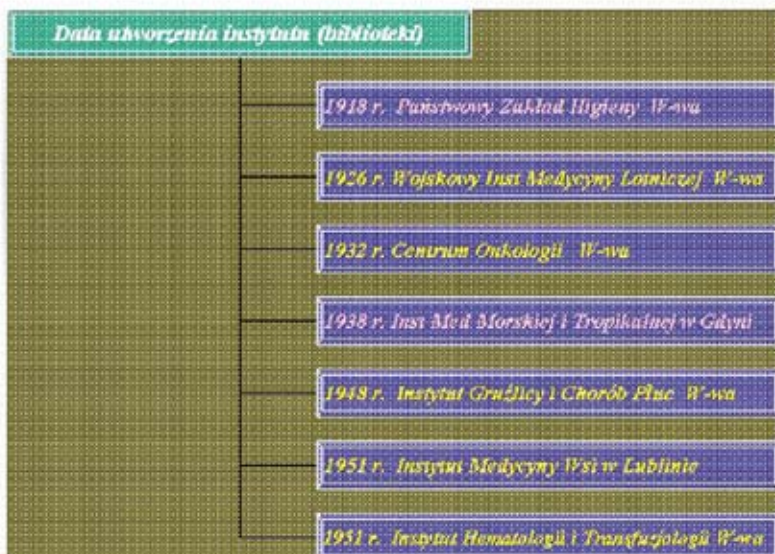 Data utworzenia instytutu (biblioteki)
1918 r. Państwowy Zakład Higieny W-wa
1926 r. Wojskowy Inst Medycyny Lotniczej W-wa
1932 r. Centrum Onkologii W-wa
1938 r. Inst Med Morskiej i Tropikalnej w Gdyni
1948 r. Instytut Gruźlicy i Chorób Płuc W-wa
1951 r. Instytut Medycyny Wsi w Lublinie
1951 r. Instytut Hematologii i Transfuzjologii W-wa